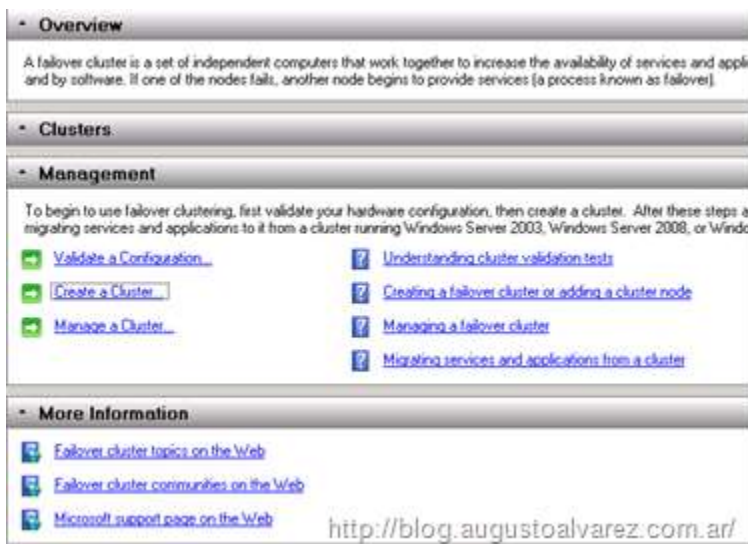 Overview
A failover cluster is a set of independent computers that work together to increase the availability of services and appli
and by software. If one of the nodes fails, another node begins to provide services (a process known as failover).
Clusters
Management
To begin to use failover clustering, first validate your hardware configuration, then create a cluster. After these steps a
migrating services and applications to it from a cluster running Windows Server 2003, Windows Server 2008, or Windo
Validate a Configuration...
Understanding cluster validation tests
Create a Cluster...
Creating a failover cluster or adding a cluster node
Manage a Cluster...
Managing a failover cluster
Migrating services and applications from a cluster
More Information
Failover cluster topics on the Web
Failover cluster communities on the Web
Microsoft support page on the Web
http://blog.augustoalvarez.com.ar/